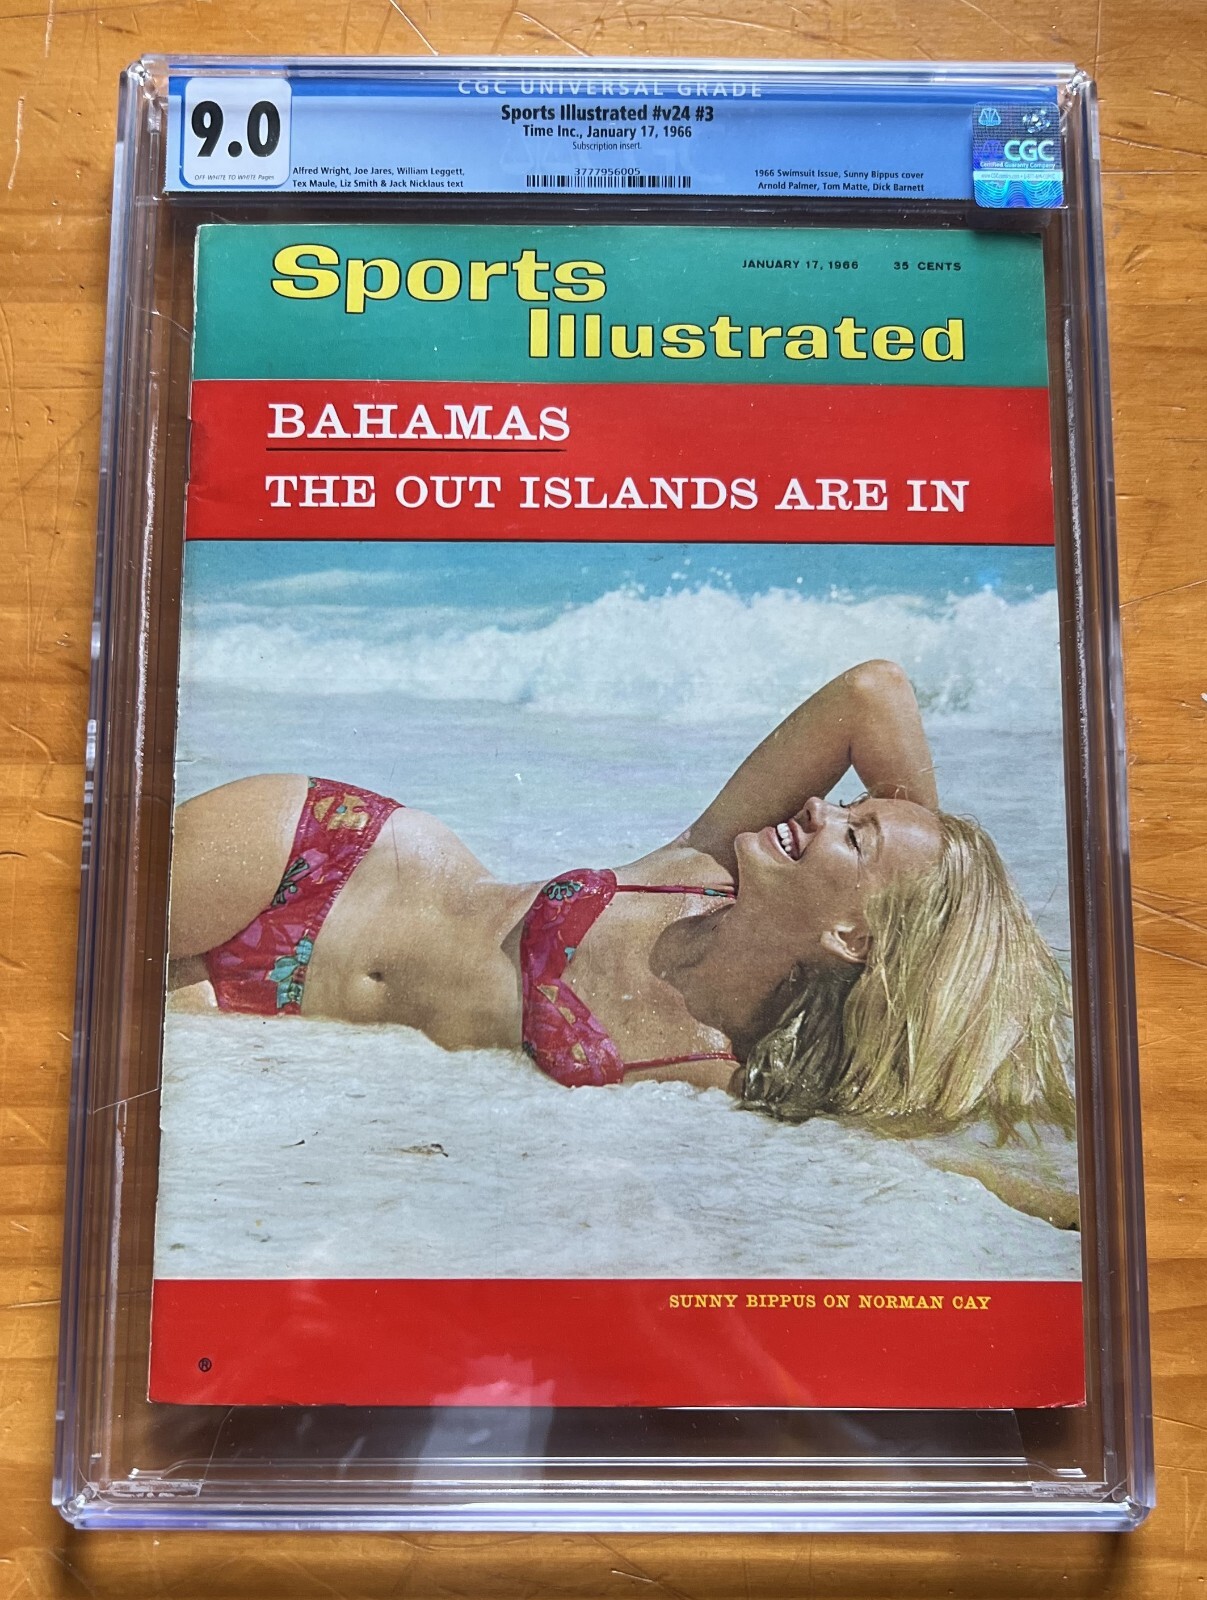 CGC UNIVERSAL GRADE
9.0
OFF WHITE TO WHITE Pages
Sports Illustrated #v24 #3
Time Inc., January 17, 1966
Subscription insert.
Alfred Wright, Joe Jares, William Leggett,
Tex Maule, Liz Smith & Jack Nicklaus text
3777956005
1966 Swimsuit Issue, Sunny Bippus cover
Arnold Palmer, Tom Matte, Dick Barnett
CGC
Certified Guaranty Company
Sports
Illustrated
JANUARY 17, 1966 35 CENTS
BAHAMAS
THE OUT ISLANDS ARE IN
SUNNY BIPPUS ON NORMAN CAY
®